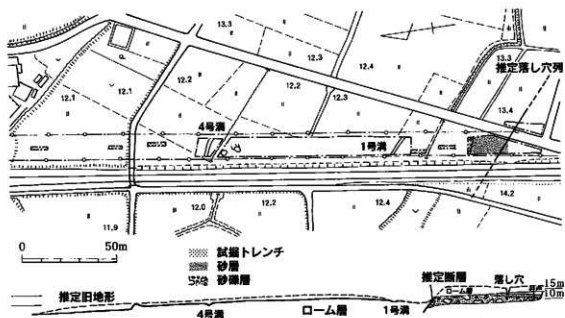 13.3
12.2
12.4
13.3
推定落し穴列
12.1
12.1
12.2
12.3
13.4
4号溝
1号溝
12.0
12.4
14.2
11.9
0 50m
試掘トレンチ
砂層
砂礫層
推定断層
落し穴
ローム層
15m
10m
推定旧地形
4号溝
ローム層
1号溝